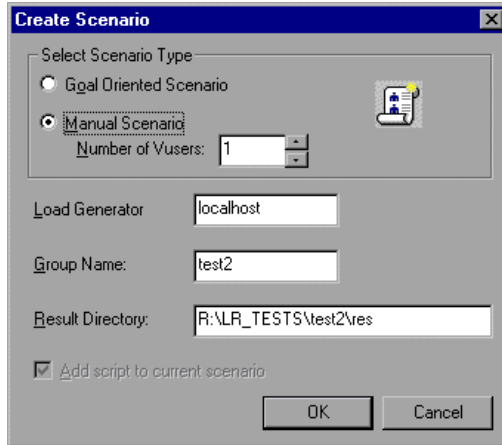 Create Scenario
Select Scenario Type
Goal Oriented Scenario
Manual Scenario
Number of Vusers: 1
Load Generator localhost
Group Name: test2
Result Directory: R:\LR_TESTS\test2\res
Add script to current scenario
OK Cancel